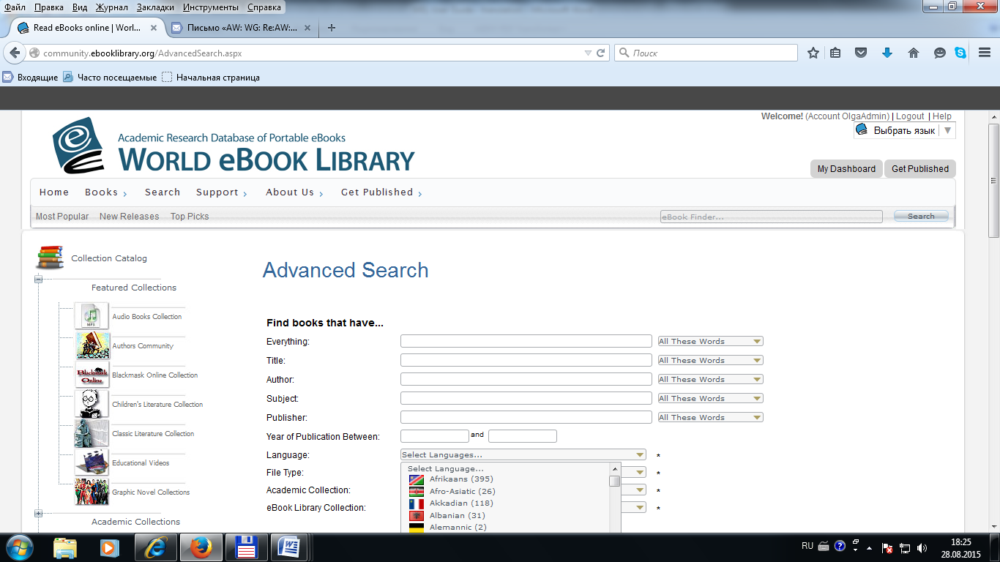 Файл Правка Вид Журнал Закладки Инструменты Справка
Read eBooks online | Worl... Письмо «AW: WG: Re:AW:...
community.ebooklibrary.org/AdvancedSearch.aspx Поиск
Входящие Часто посещаемые Начальная страница
Welcome! (Account OlgaAdmin) | Logout | Help
Выбрать язык
Academic Research Database of Portable eBooks
WORLD eBOOK LIBRARY
My Dashboard Get Published
Home Books Search Support About Us Get Published
Most Popular New Releases Top Picks eBook Finder... Search
Collection Catalog
Featured Collections
Audio Books Collection
Authors Community
Blackmask Online
Blackmask Online Collection
Children's Literature Collection
Classic Literature Collection
Educational Videos
Graphic Novel Collections
Academic Collections
Advanced Search
Find books that have...
Everything: All These Words
Title: All These Words
Author: All These Words
Subject: All These Words
Publisher: All These Words
Year of Publication Between: and
Language: Select Languages... *
File Type: *
Academic Collection: *
eBook Library Collection: *
Select Language...
Afrikaans (395)
Afro-Asiatic (26)
Akkadian (118)
Albanian (31)
Alemannic (2)
RU 18:25
28.08.2015